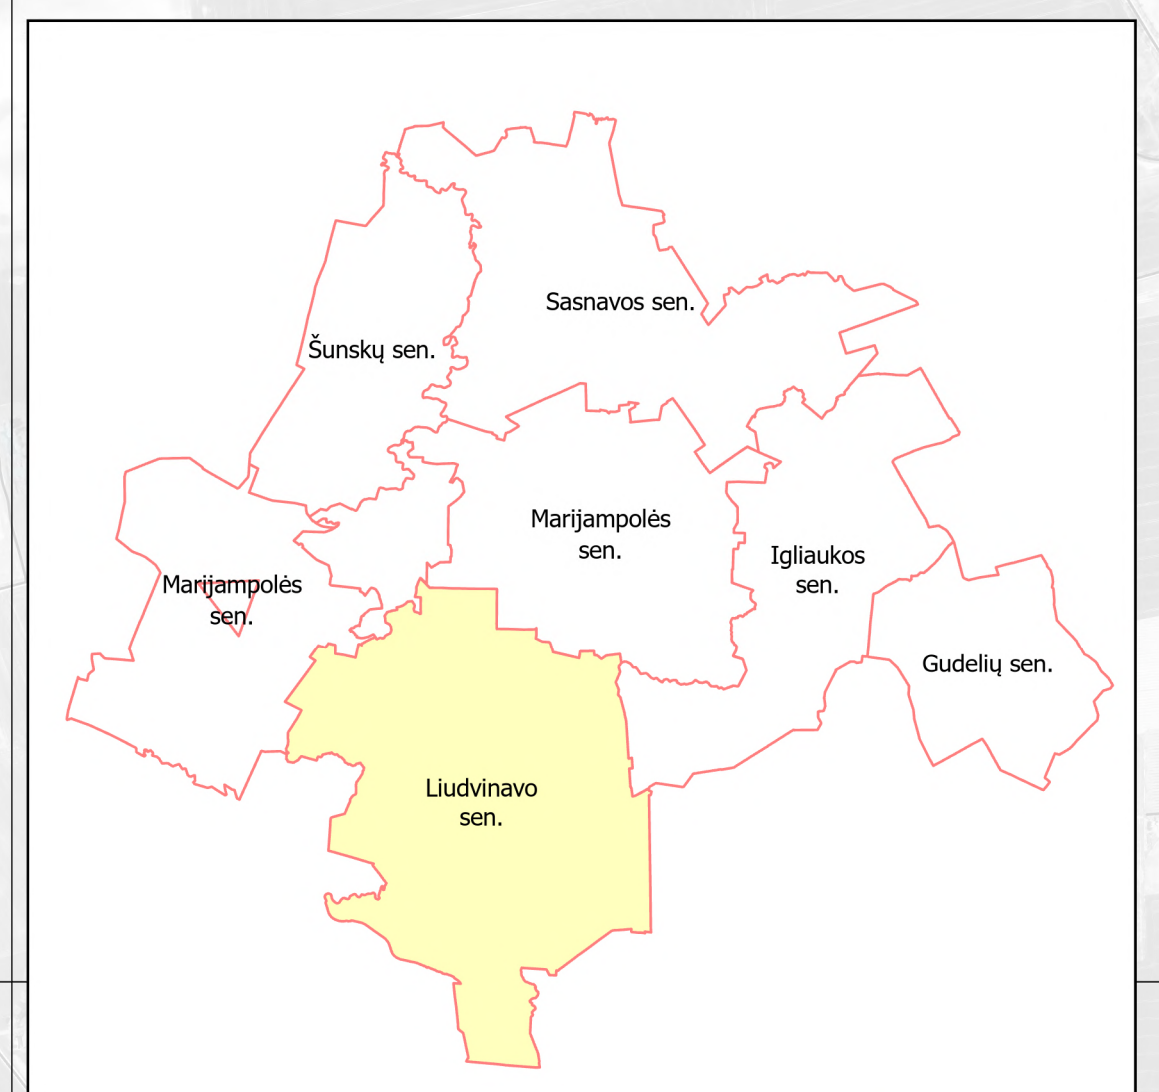 Sasnavos sen.
Šunskų sen.
Marijampolės
sen.
Igliaukos
sen.
Marijampolės
sen.
Gudelių sen.
Liudvinavo
sen.